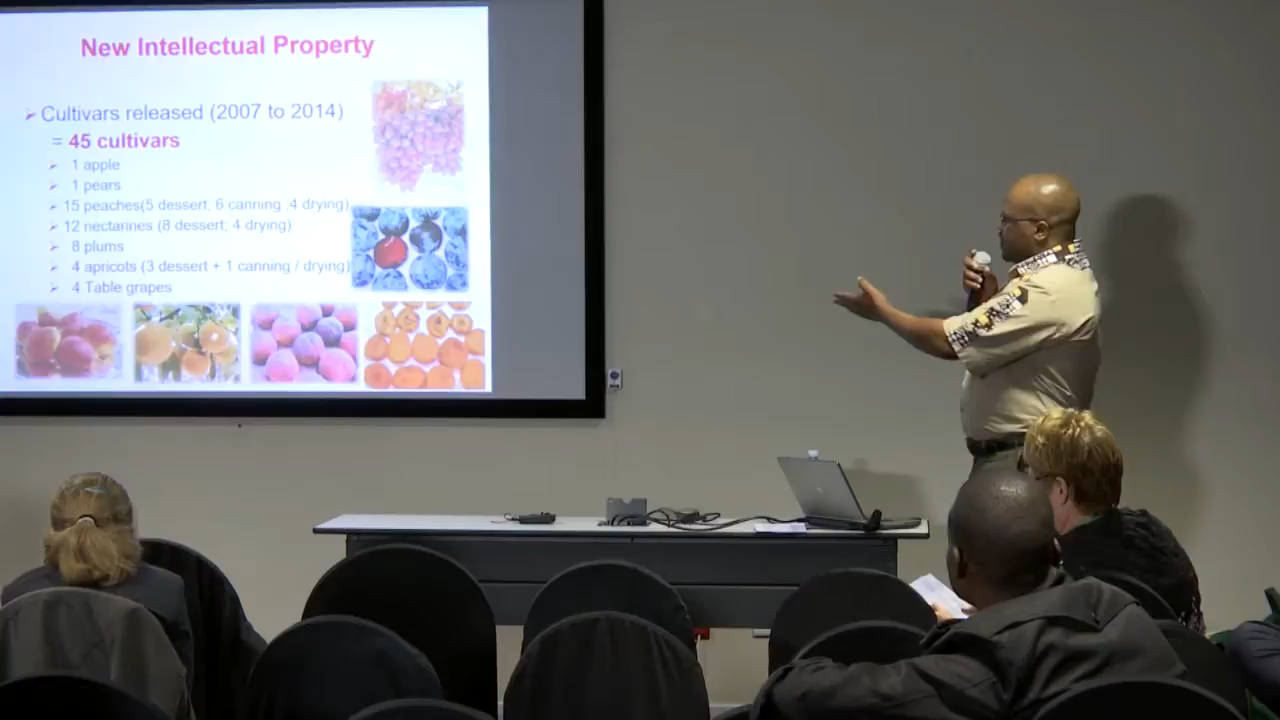 New Intellectual Property
Cultivars released (2007 to 2014)
= 45 cultivars
1 apple
1 pears
15 peaches(5 dessert, 6 canning ,4 drying)
12 nectarines (8 dessert, 4 drying)
8 plums
4 apricots (3 dessert + 1 canning / drying)
4 Table grapes